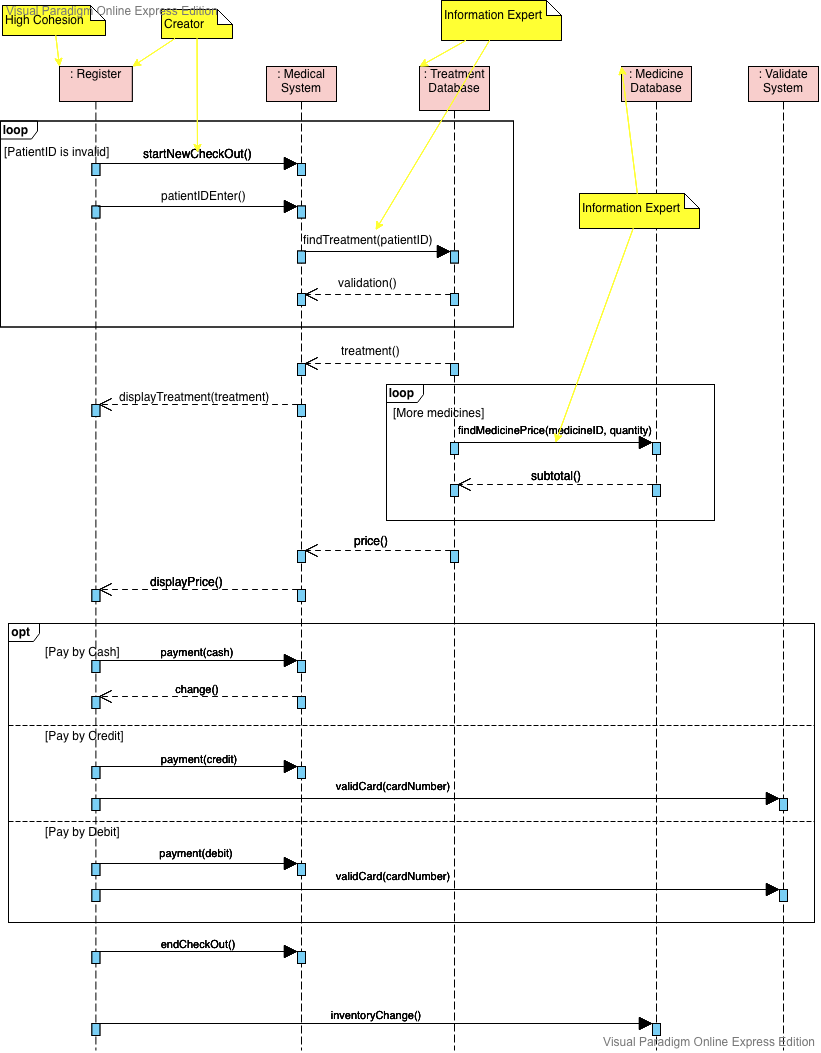 Visual Paradigm Online Express Edition
High Cohesion
Creator
Information Expert
: Register
: Medical
System
: Treatment
Database
: Medicine
Database
: Validate
System
loop
[PatientID is invalid]
startNewCheckOut()
patientIDEnter()
Information Expert
findTreatment(patientID)
validation()
treatment()
displayTreatment(treatment)
loop
[More medicines]
findMedicinePrice(medicineID, quantity)
subtotal()
price()
displayPrice()
opt
[Pay by Cash]
payment(cash)
change()
[Pay by Credit]
payment(credit)
validCard(cardNumber)
[Pay by Debit]
payment(debit)
validCard(cardNumber)
endCheckOut()
inventoryChange()
Visual Paradigm Online Express Edition